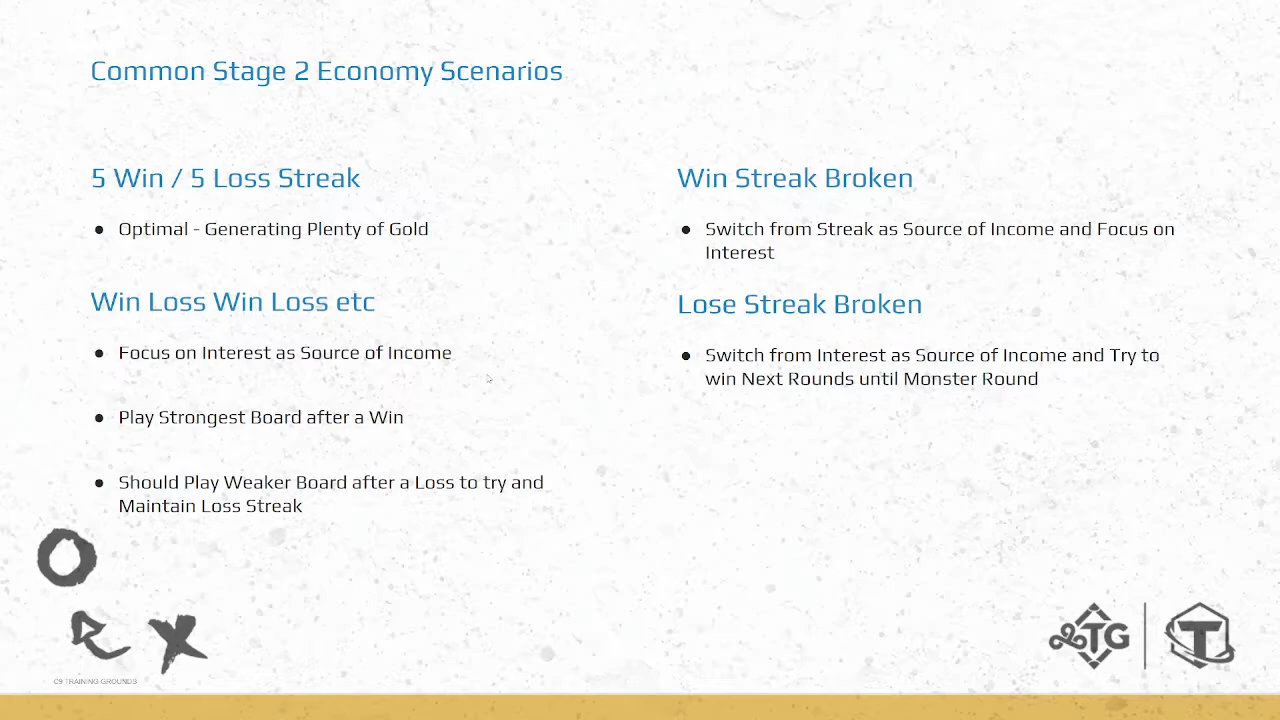 Common Stage 2 Economy Scenarios
5 Win / 5 Loss Streak
● Optimal - Generating Plenty of Gold
Win Loss Win Loss etc
● Focus on Interest as Source of Income
● Play Strongest Board after a Win
● Should Play Weaker Board after a Loss to try and
Maintain Loss Streak
Win Streak Broken
● Switch from Streak as Source of Income and Focus on
Interest
Lose Streak Broken
● Switch from Interest as Source of Income and Try to
win Next Rounds until Monster Round
C9 TRAINING GROUNDS
TG
T